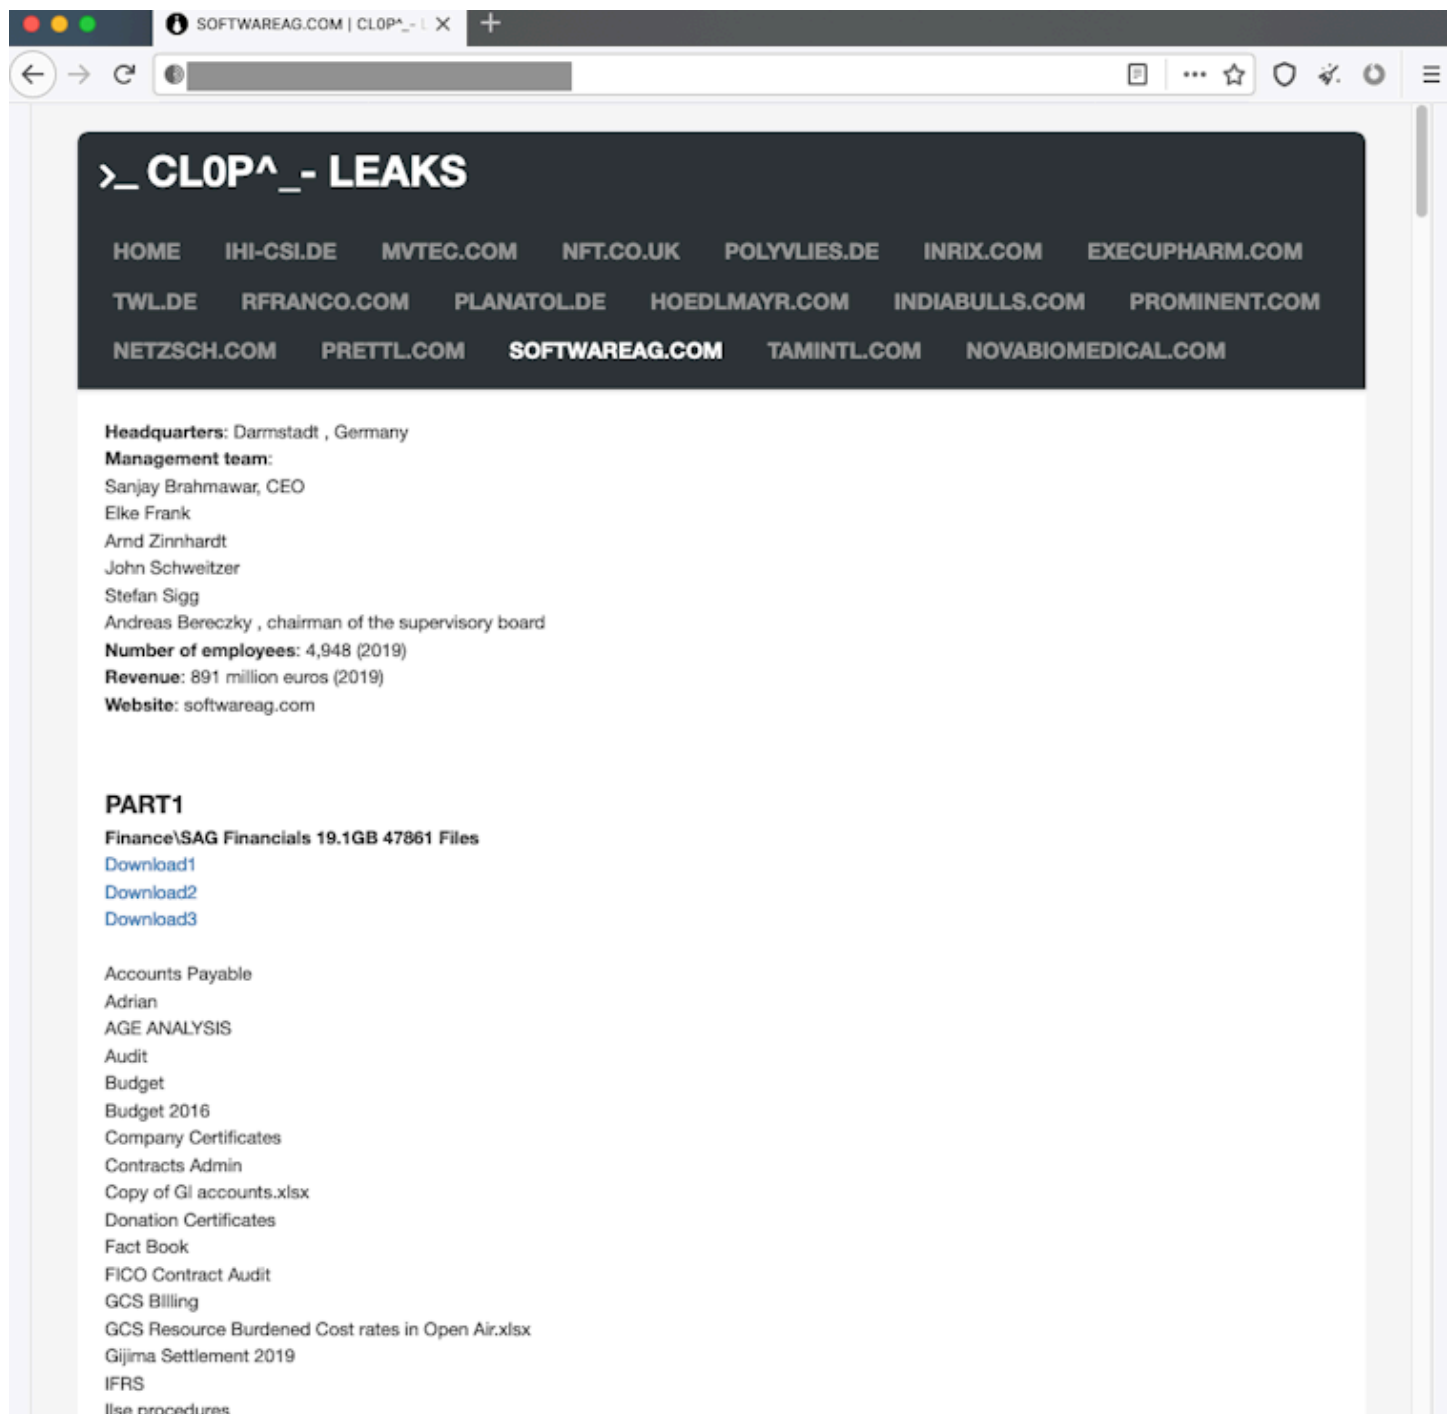 SOFTWAREAG.COM | CL0P^_- L
>_ CL0P^_- LEAKS
HOME IHI-CSI.DE MVTEC.COM NFT.CO.UK POLYVLIES.DE INRIX.COM EXECUPHARM.COM
TWL.DE RFRANCO.COM PLANATOL.DE HOEDLMAYR.COM INDIABULLS.COM PROMINENT.COM
NETZSCH.COM PRETTL.COM SOFTWAREAG.COM TAMINTL.COM NOVABIOMEDICAL.COM
Headquarters: Darmstadt , Germany
Management team:
Sanjay Brahmawar, CEO
Elke Frank
Arnd Zinnhardt
John Schweitzer
Stefan Sigg
Andreas Bereczky , chairman of the supervisory board
Number of employees: 4,948 (2019)
Revenue: 891 million euros (2019)
Website: softwareag.com
PART1
Finance\SAG Financials 19.1GB 47861 Files
Download1
Download2
Download3
Accounts Payable
Adrian
AGE ANALYSIS
Audit
Budget
Budget 2016
Company Certificates
Contracts Admin
Copy of Gl accounts.xlsx
Donation Certificates
Fact Book
FICO Contract Audit
GCS BIlling
GCS Resource Burdened Cost rates in Open Air.xlsx
Gijima Settlement 2019
IFRS
Ilse procedures